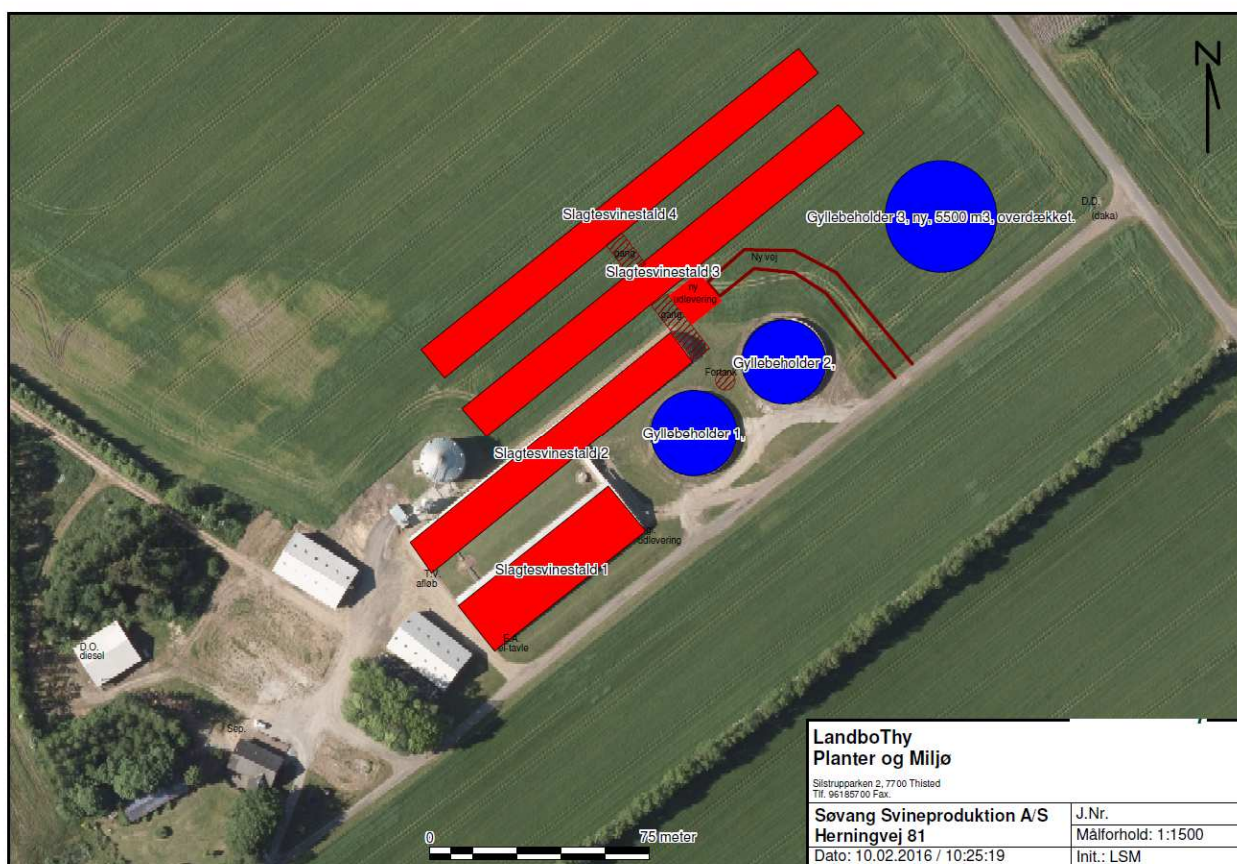 N
Slagtesvinestald 4
Gyllebeholder 3, ny, 5500 m3, overdækket.
D.D.
(daka)
gang
Ny vej
Slagtesvinestald 3
ny
udlevering
gang
Gyllebeholder 2,
Fortank
Gyllebeholder 1,
Slagtesvinestald 2
udlevering
Slagtesvinestald 1
T.V.
afløb
E.A.
el-tavle
D.O.
diesel
Sep.
0 75 meter
LandboThy
Planter og Miljø
Silstrupparken 2, 7700 Thisted
Tlf. 96185700 Fax.
Søvang Svineproduktion A/S
Herningvej 81
J.Nr.
Målforhold: 1:1500
Dato: 10.02.2016 / 10:25:19
Init.: LSM